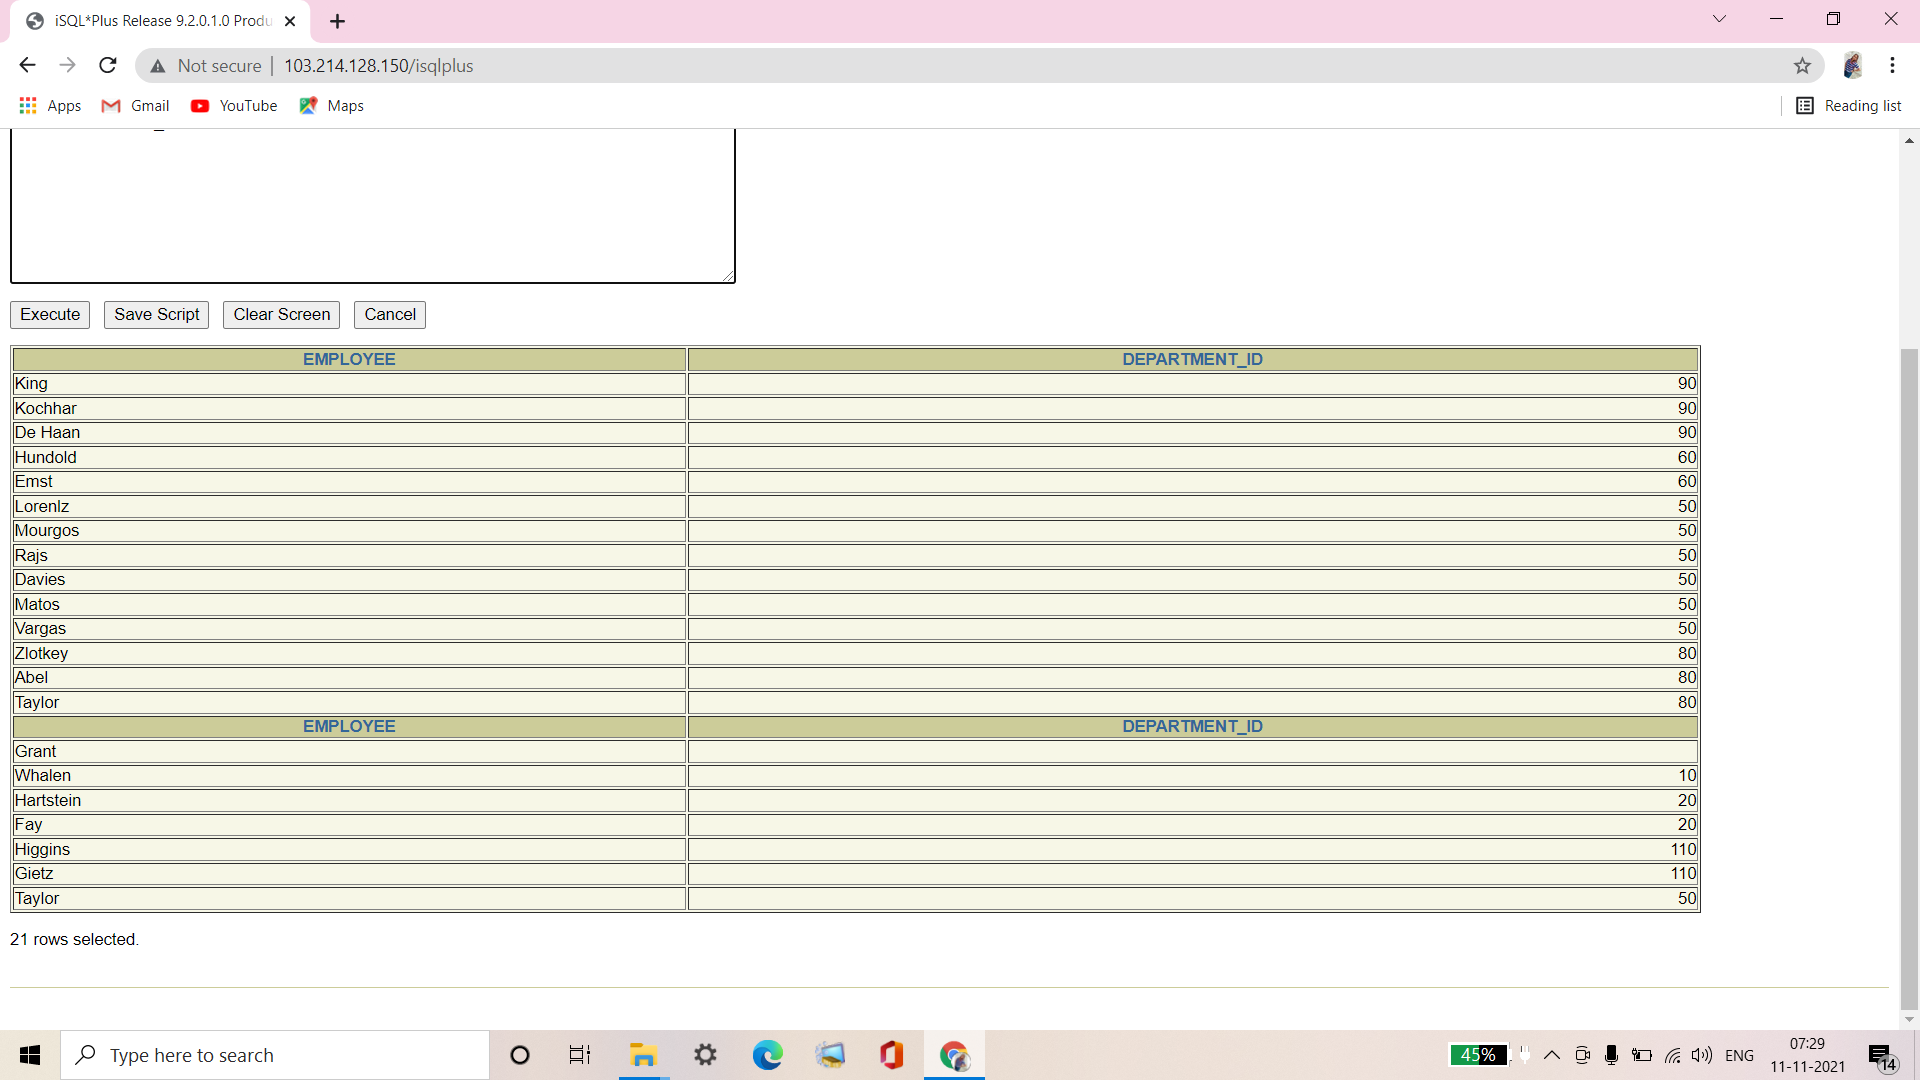 iSQL*Plus Release 9.2.0.1.0 Produ
Not secure | 103.214.128.150/isqlplus
Apps Gmail YouTube Maps Reading list
Execute Save Script Clear Screen Cancel
EMPLOYEE DEPARTMENT_ID
King 90
Kochhar 90
De Haan 90
Hundold 60
Ernst 60
Lorenlz 50
Mourgos 50
Rajs 50
Davies 50
Matos 50
Vargas 50
Zlotkey 80
Abel 80
Taylor 80
EMPLOYEE DEPARTMENT_ID
Grant
Whalen 10
Hartstein 20
Fay 20
Higgins 110
Gietz 110
Taylor 50
21 rows selected.
Type here to search
45%
ENG
07:29
11-11-2021
14